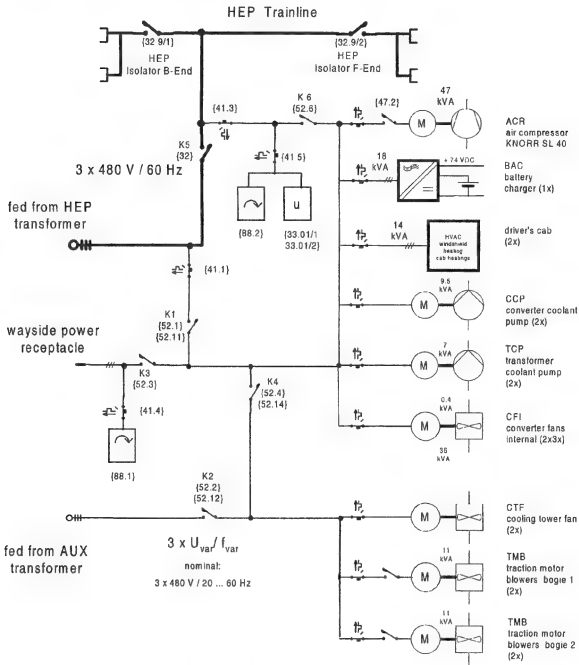 HEP Trainline
{32.9/1}
HEP
Isolator B-End
{32.9/2}
HEP
Isolator F-End
{41.3}
K 6
{52.6}
{47.2}
47
kVA
M
ACR
air compressor
KNORR SL 40
K5
{32}
3 x 480 V / 60 Hz
{41.5}
18
kVA
+ 74 VDC
BAC
battery
charger (1x)
fed from HEP
transformer
u
{88.2}
{33.01/1
33.01/2}
14
kVA
HVAC
windshield
heating
cab heatings
driver's cab
(2x)
{41.1}
9.5
kVA
M
CCP
converter coolant
pump (2x)
K1
{52.1}
{52.11}
wayside power
receptacle
K3
{52.3}
7
kVA
M
TCP
transformer
coolant pump
(2x)
K4
{52.4}
{52.14}
{41.4}
0.4
kVA
M
CFI
converter fans
internal (2x3x)
{88.1}
36
kVA
K2
{52.2}
{52.12}
M
CTF
cooling tower fan
(2x)
fed from AUX
transformer
3 x Uvar/ fvar
nominal:
3 x 480 V / 20 ... 60 Hz
11
kVA
M
TMB
traction motor
blowers bogie 1
(2x)
11
kVA
M
TMB
traction motor
blowers bogie 2
(2x)